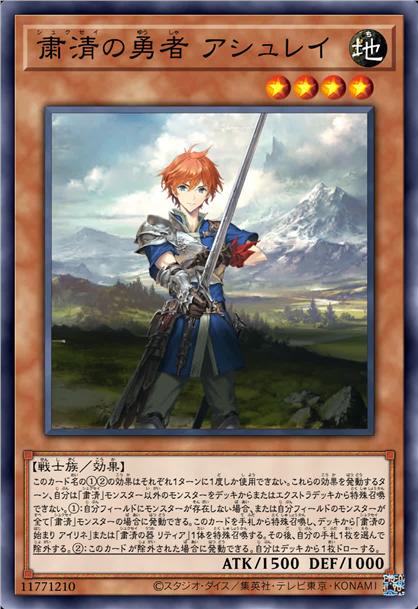 シュクセイ ゆうしゃ
粛清の勇者 アシュレイ
ち
地
【戦士族/効果】
このカード名の①②の効果はそれぞれ1ターンに1度しか使用できない。これらの効果を発動するタ
ーン、自分は「粛清」モンスター以外のモンスターをデッキからまたはエクストラデッキから特殊召喚
できない。①:自分フィールドにモンスターが存在しない場合、または自分フィールドのモンスターが
全て「粛清」モンスターの場合に発動できる。このカードを手札から特殊召喚し、デッキから「粛清の
始まり アイリネ」または「粛清の器 リティア」1体を特殊召喚する。その後、自分の手札1枚を選んで
除外する。②:このカードが除外された場合に発動できる。自分はデッキから1枚ドローする。
ATK/1500 DEF/1000
11771210 ©スタジオ・ダイス/集英社・テレビ東京・KONAMI